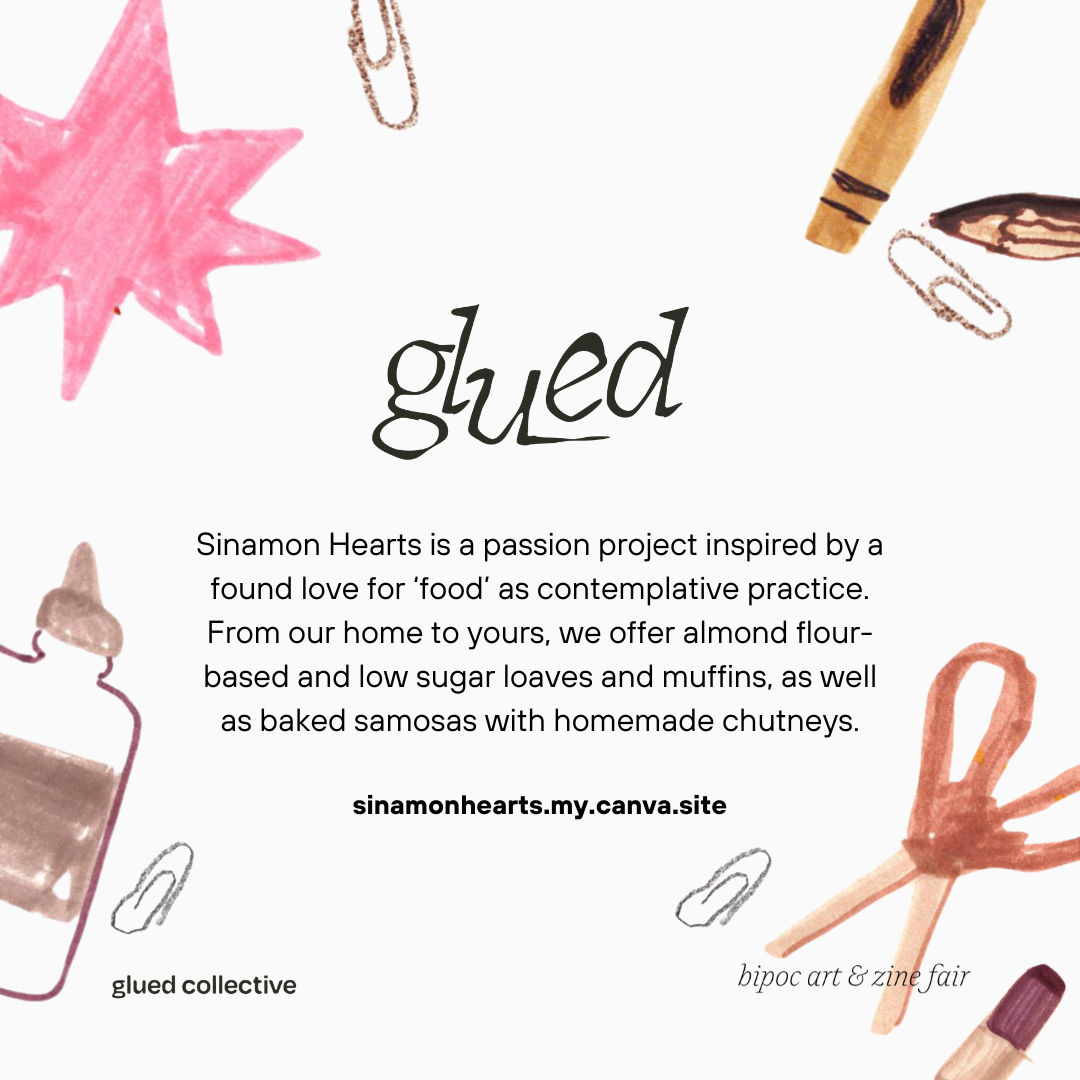 glued
Sinamon Hearts is a passion project inspired by a
found love for ‘food’ as contemplative practice.
From our home to yours, we offer almond flour-
based and low sugar loaves and muffins, as well
as baked samosas with homemade chutneys.
sinamonhearts.my.canva.site
glued collective
bipoc art & zine fair